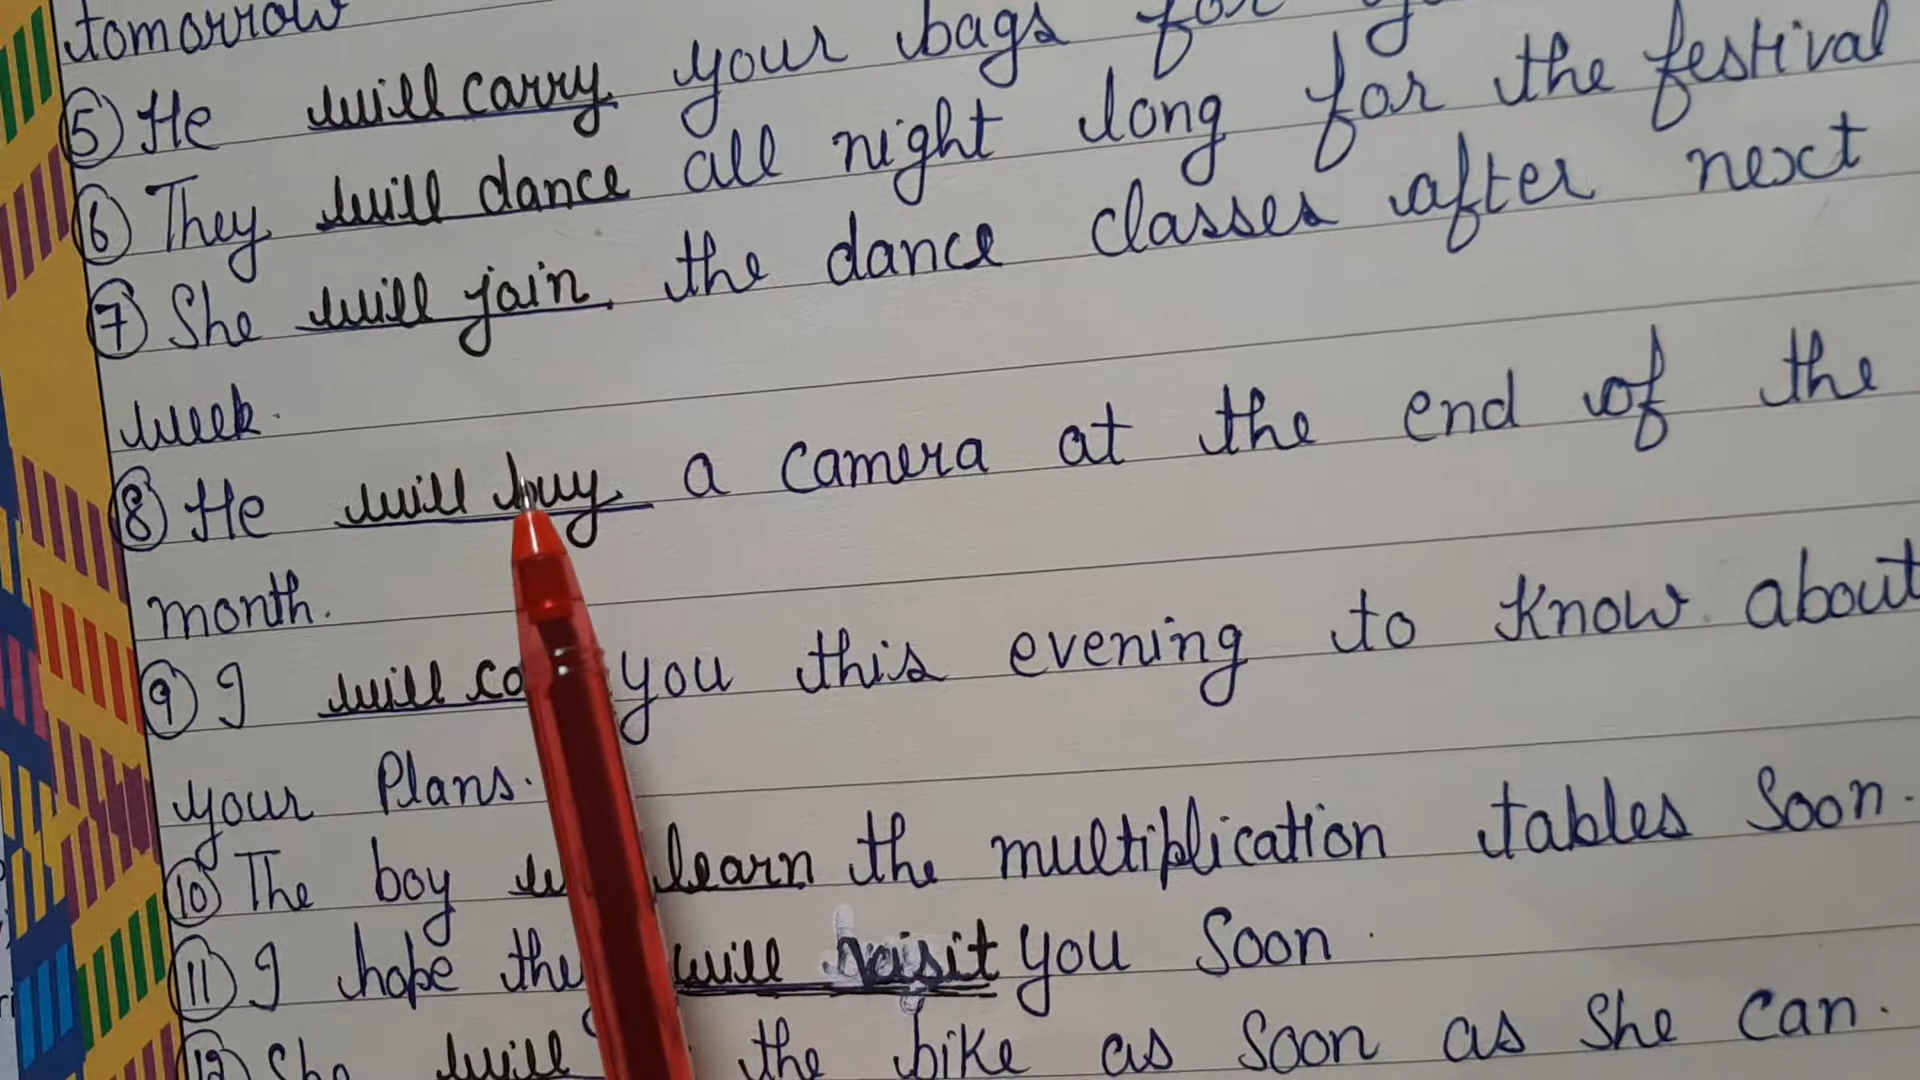 tomorrow
⑤ He will carry your bags for
⑥ They will dance all night long for the festival
⑦ She will join the dance classes after next
week.
⑧ He will buy a camera at the end of the
month.
⑨ I will you this evening to know about
your Plans.
⑩ The boy learn the multiplication tables soon.
⑪ I hope will visit you soon.
⑫ She will the bike as soon as she can.